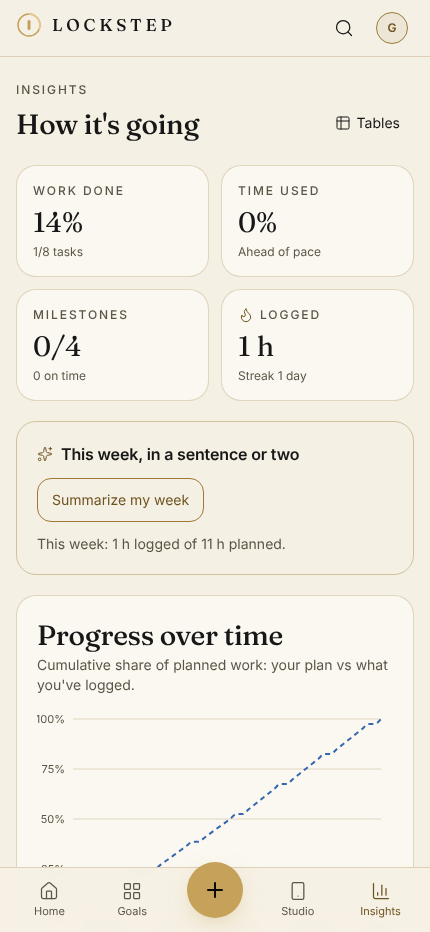 LOCKSTEP
G
INSIGHTS
How it's going
Tables
WORK DONE
14%
1/8 tasks
TIME USED
0%
Ahead of pace
MILESTONES
0/4
0 on time
LOGGED
1 h
Streak 1 day
This week, in a sentence or two
Summarize my week
This week: 1 h logged of 11 h planned.
Progress over time
Cumulative share of planned work: your plan vs what
you've logged.
100%
75%
50%
Home
Goals
Studio
Insights